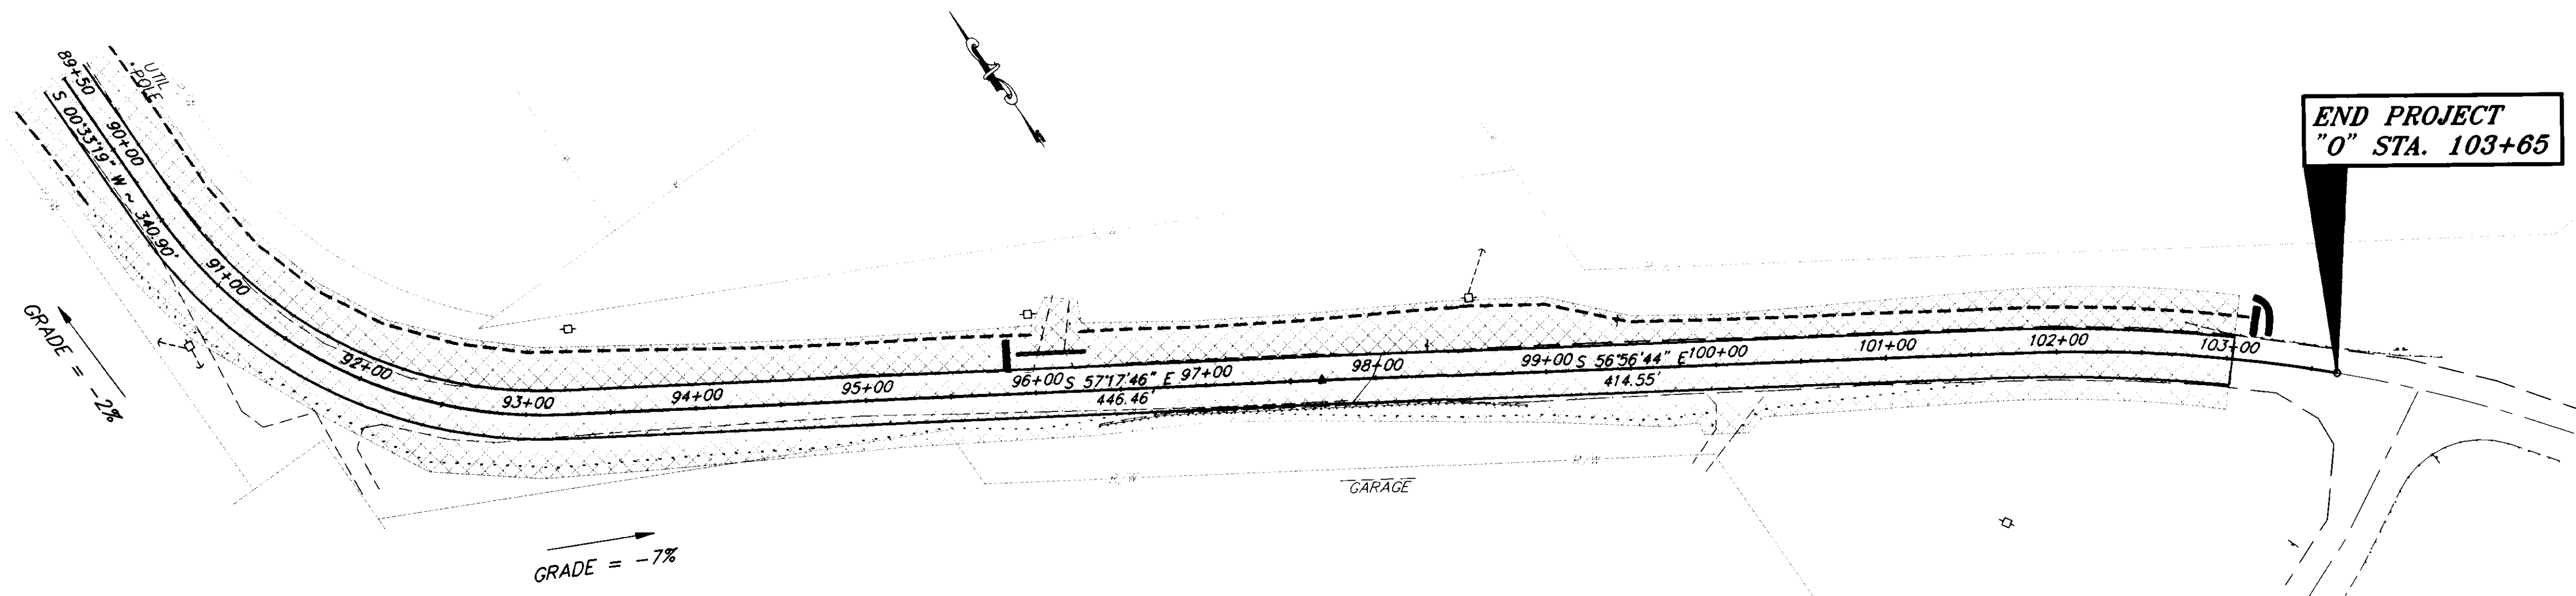 89+50
UTIL
POLE
S 00°33'19" W ~ 340.90'
90+00
91+00
92+00
93+00
94+00
95+00
96+00
S 57°17'46" E
446.46'
97+00
98+00
99+00
S 56°56'44" E
414.55'
100+00
101+00
102+00
103+00
END PROJECT
"O" STA. 103+65
GRADE = -2%
GRADE = -7%
R/W
R/W
GARAGE